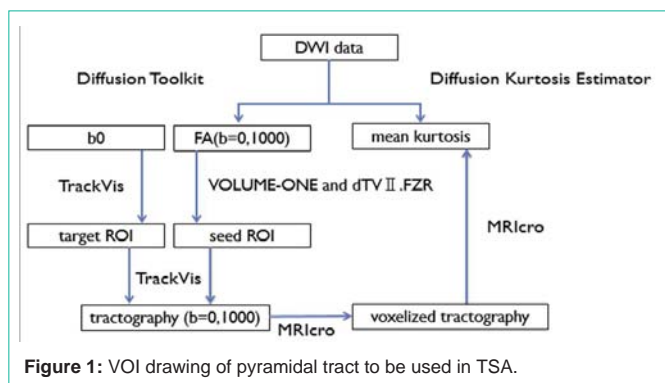 DWI data
Diffusion Toolkit
Diffusion Kurtosis Estimator
b0
FA(b=0,1000)
mean kurtosis
TrackVis
VOLUME-ONE and dTVⅡ.FZR
MRIcro
target ROI
seed ROI
TrackVis
tractography (b=0,1000)
MRIcro
voxelized tractography
Figure 1: VOI drawing of pyramidal tract to be used in TSA.